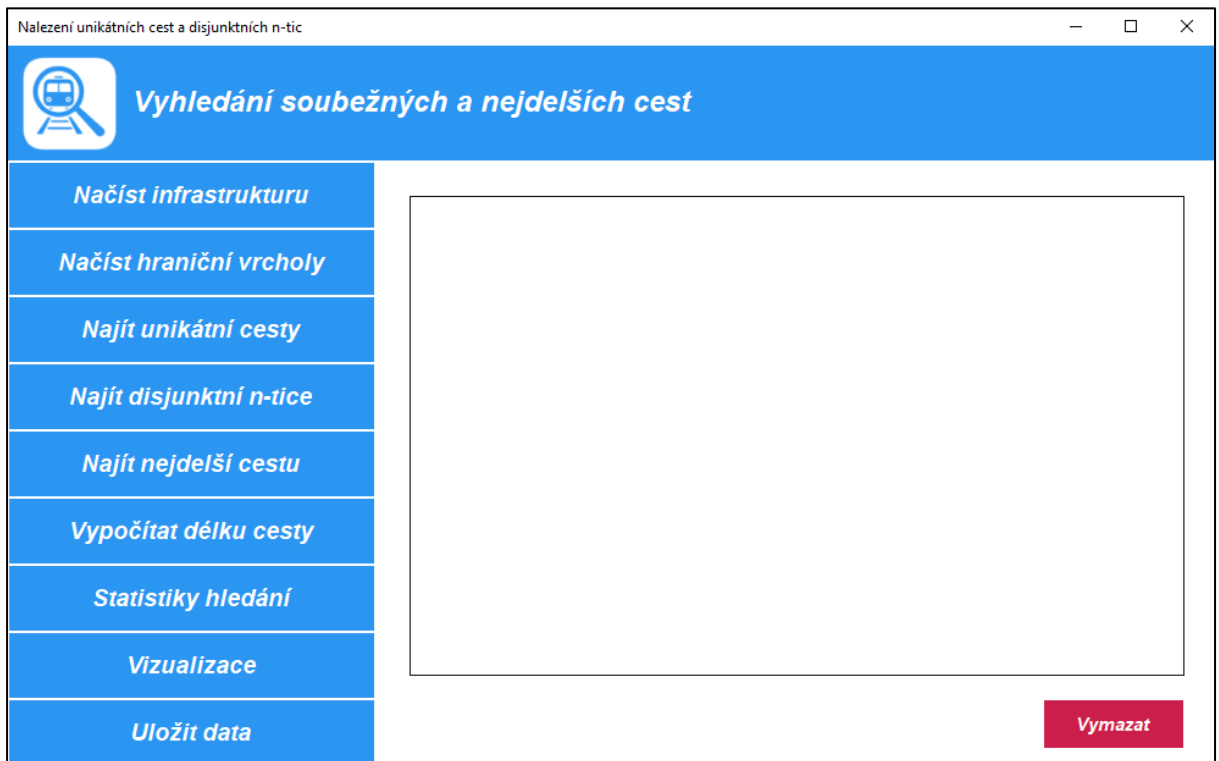 Nalezení unikátních cest a disjunktních n-tic
Vyhledání soubežných a nejdelších cest
Načíst infrastrukturu
Načíst hraniční vrcholy
Najít unikátní cesty
Najít disjunktní n-tice
Najít nejdelší cestu
Vypočítat délku cesty
Statistiky hledání
Vizualizace
Uložit data
Vymazat